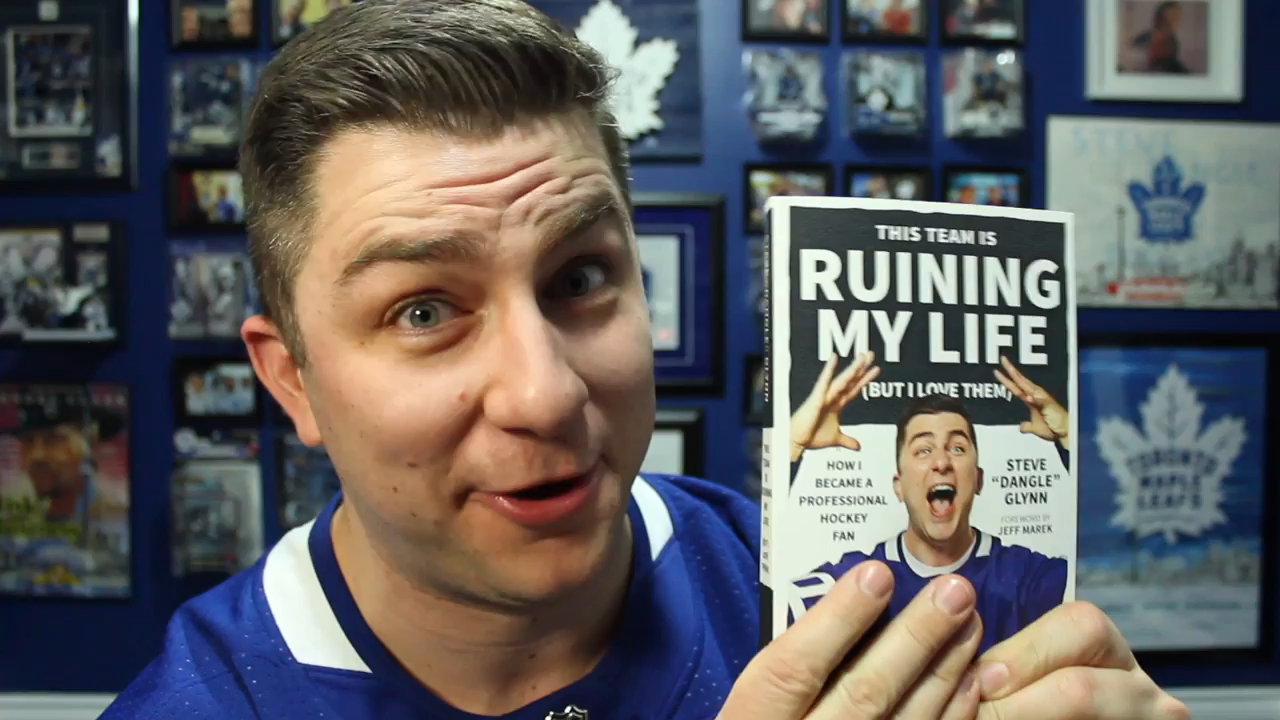 THIS TEAM IS
RUINING
MY LIFE
(BUT I LOVE THEM)
HOW I
BECAME A
PROFESSIONAL
HOCKEY
FAN
STEVE
"DANGLE"
GLYNN
FOREWORD BY
JEFF MAREK
TORONTO
MAPLE
LEAFS